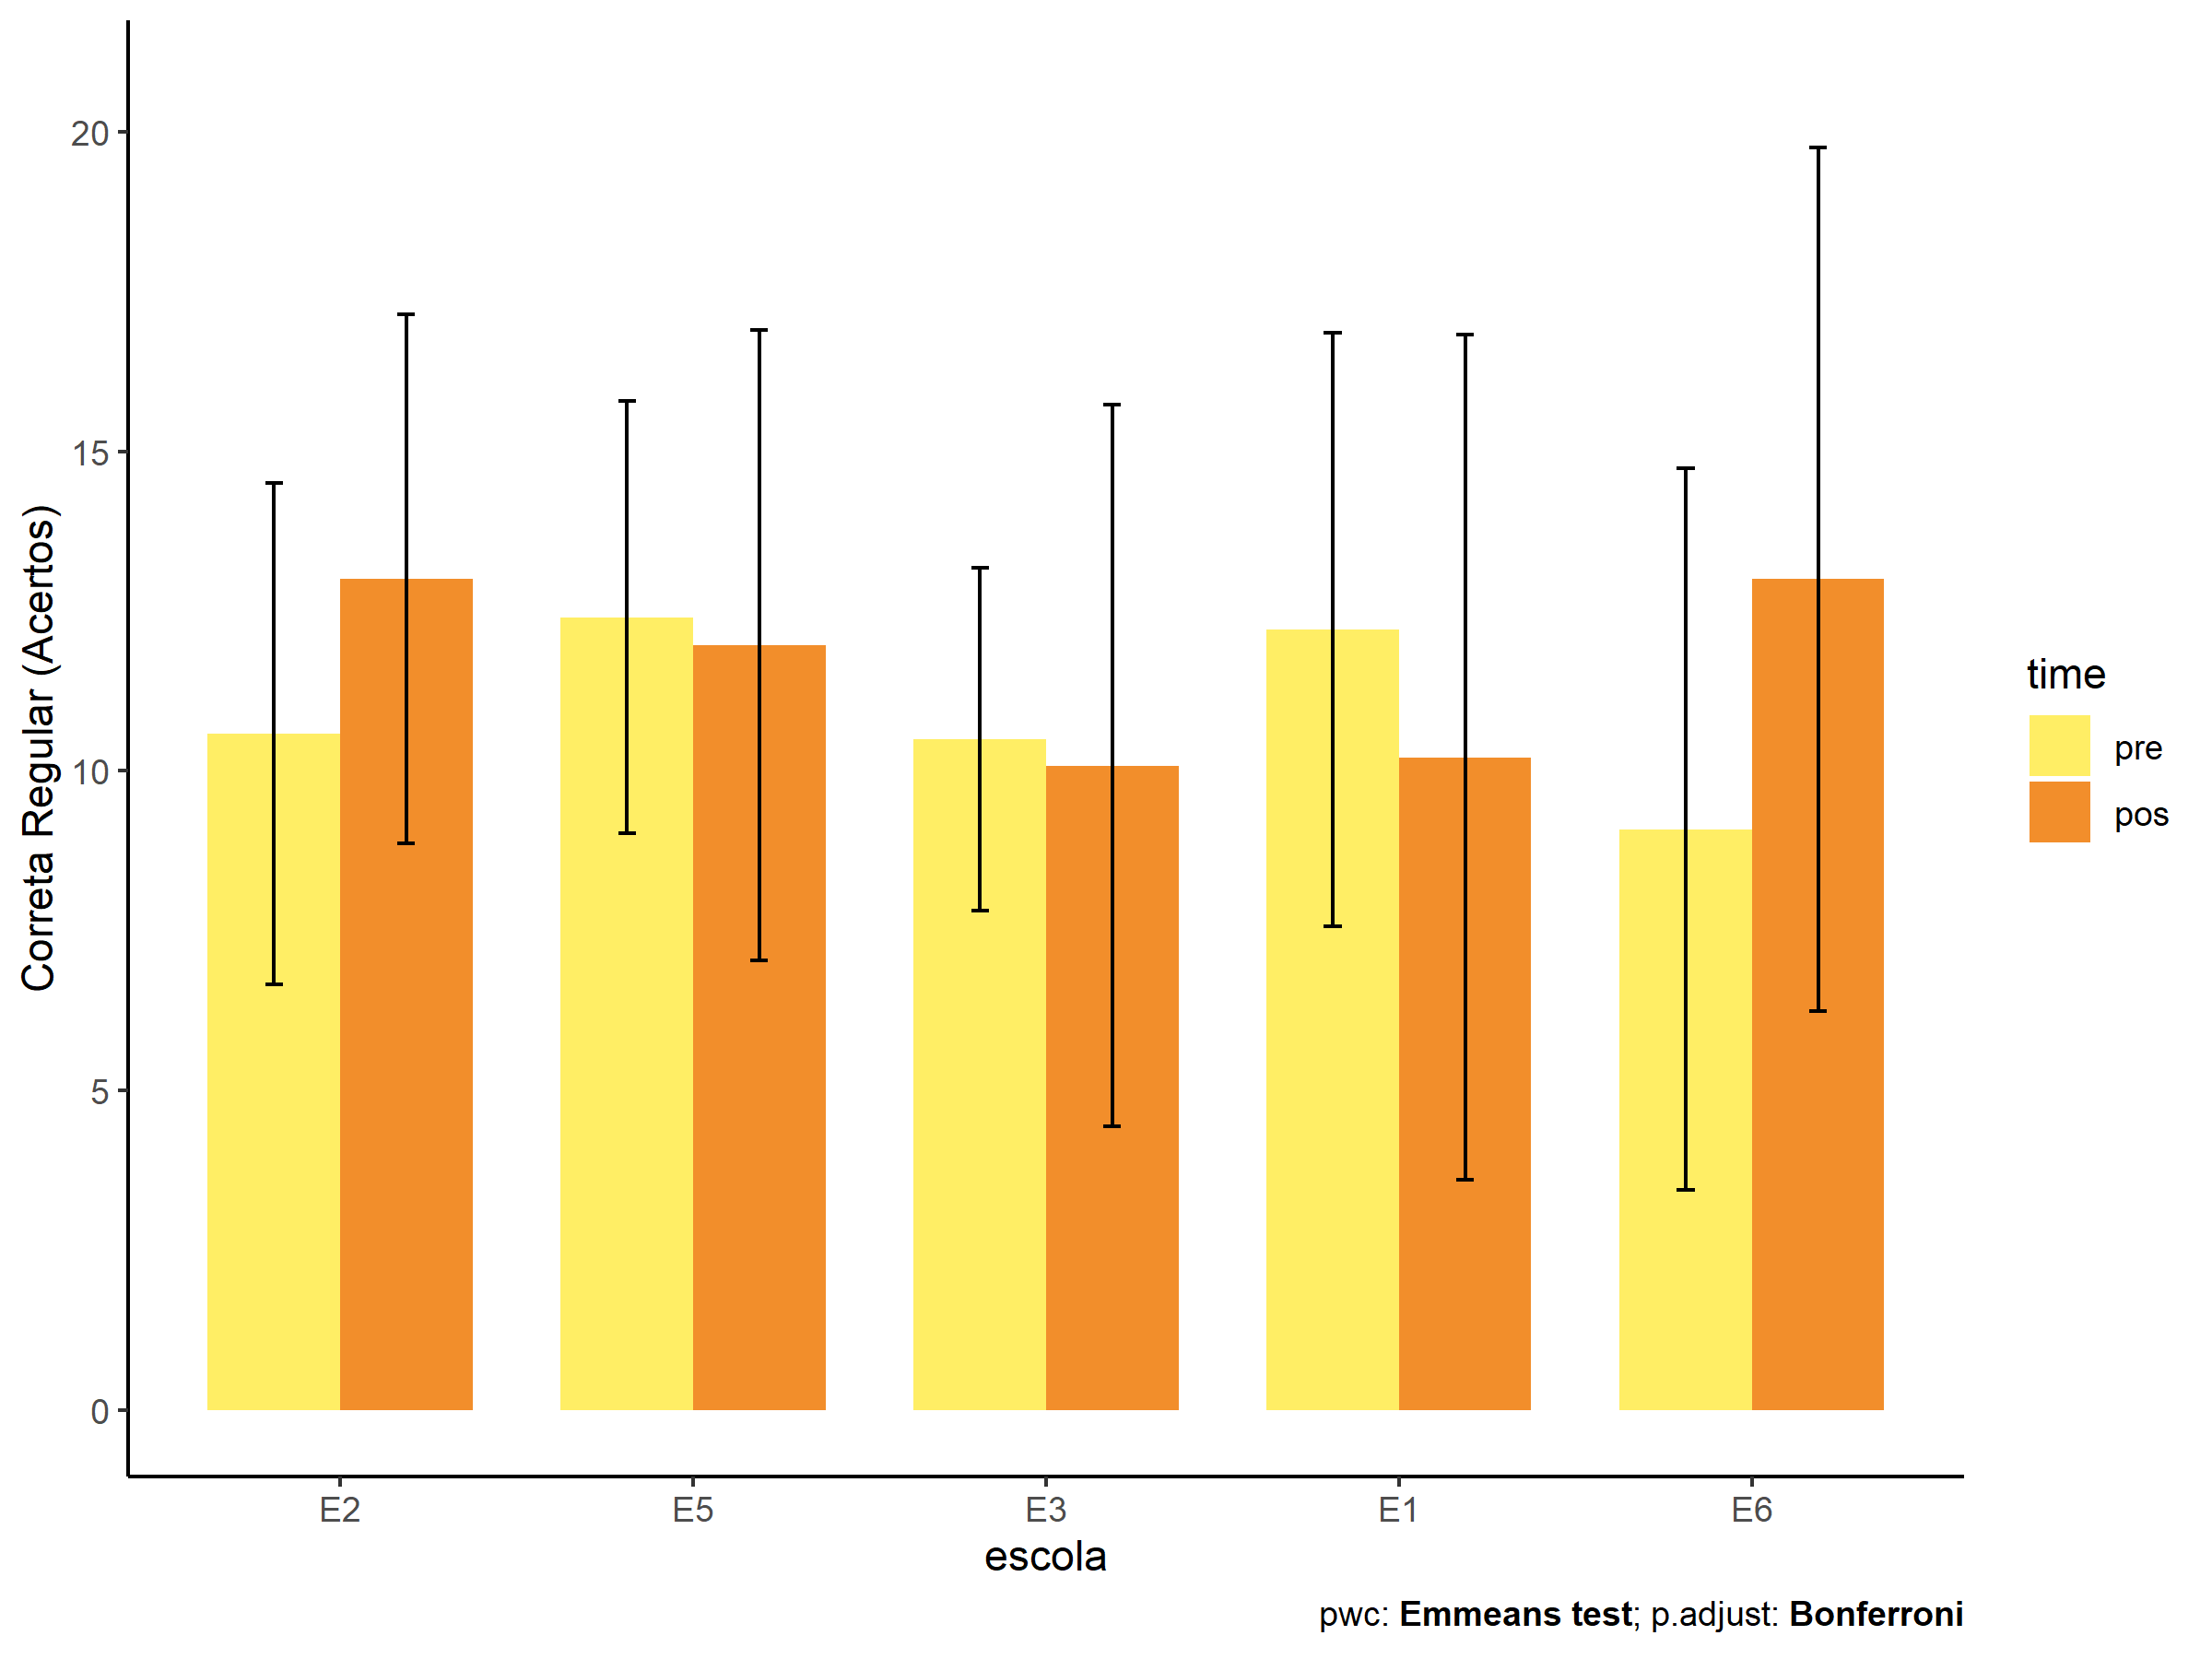 Correta Regular (Acertos)
20
15
10
5
0
E2 E5 E3 E1 E6
escola
time
pre
pos
pwc: Emmeans test; p.adjust: Bonferroni